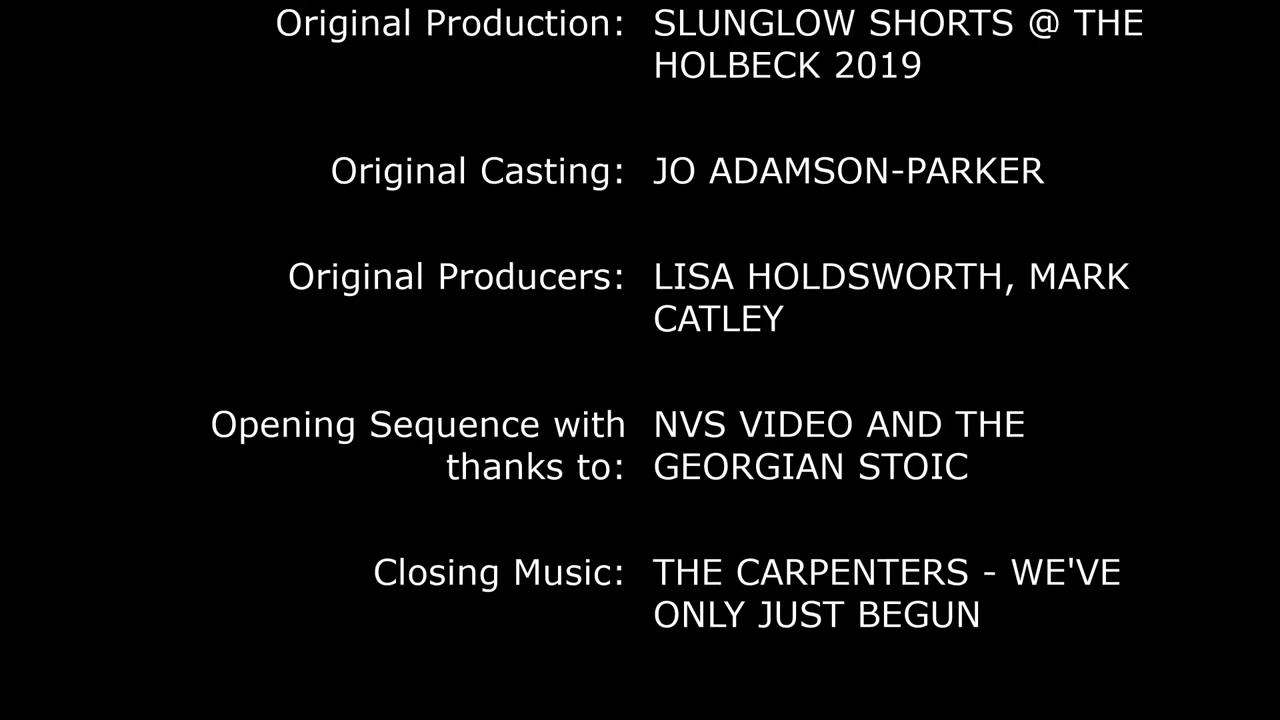 Original Production: SLUNGLOW SHORTS @ THE
HOLBECK 2019
Original Casting: JO ADAMSON-PARKER
Original Producers: LISA HOLDSWORTH, MARK
CATLEY
Opening Sequence with NVS VIDEO AND THE
thanks to: GEORGIAN STOIC
Closing Music: THE CARPENTERS - WE'VE
ONLY JUST BEGUN